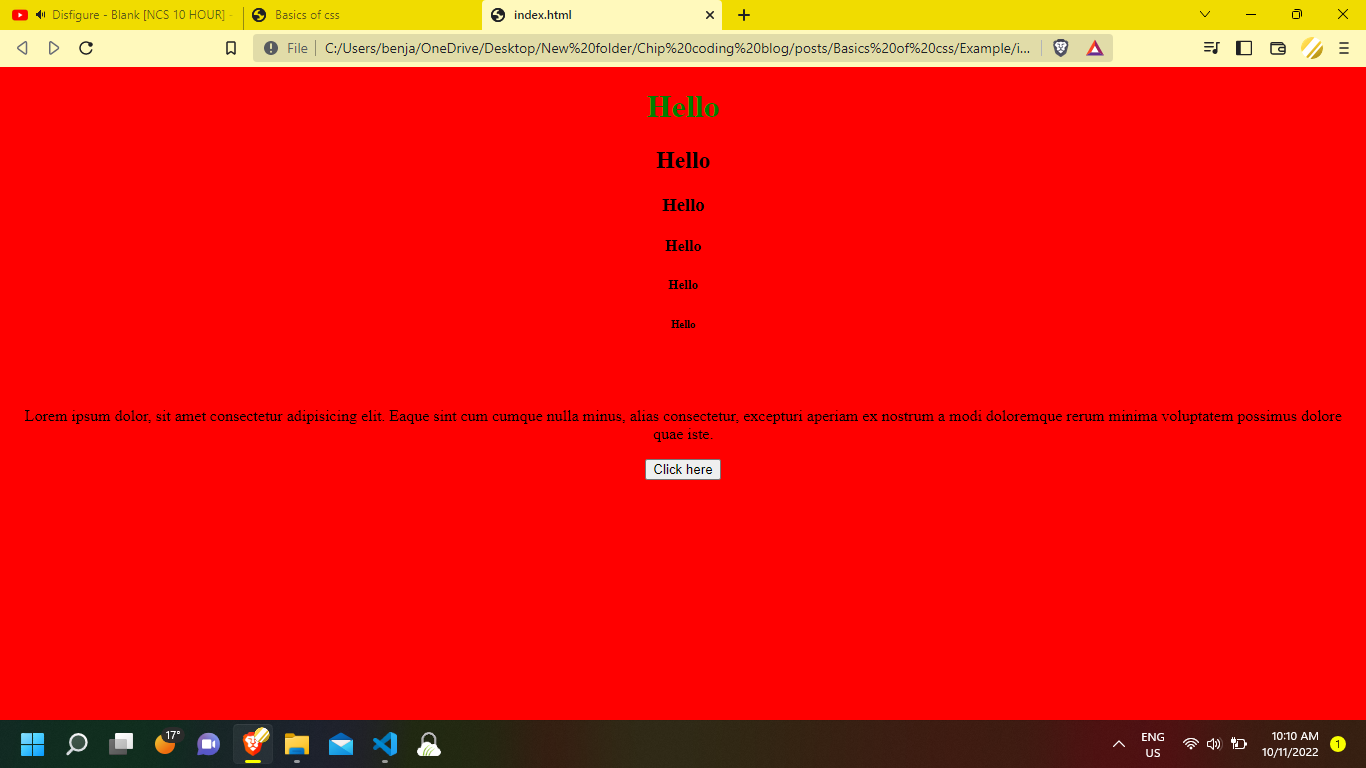 Disfigure - Blank [NCS 10 HOUR] -
Basics of css
index.html
File
C:/Users/benja/OneDrive/Desktop/New%20folder/Chip%20coding%20blog/posts/Basics%20of%20css/Example/i...
Hello
Hello
Hello
Hello
Hello
Hello
Lorem ipsum dolor, sit amet consectetur adipisicing elit. Eaque sint cum cumque nulla minus, alias consectetur, excepturi aperiam ex nostrum a modi doloremque rerum minima voluptatem possimus dolore
quae iste.
Click here
17°
ENG
US
10:10 AM
10/11/2022
1